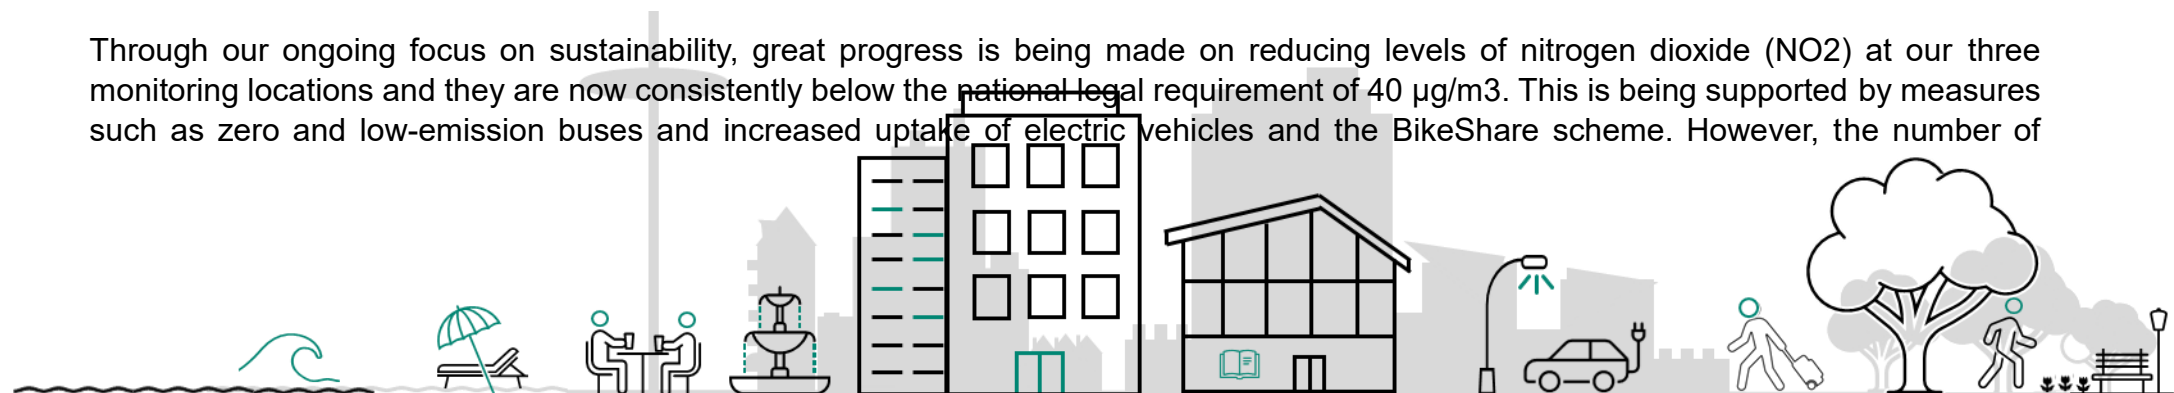 Through our ongoing focus on sustainability, great progress is being made on reducing levels of nitrogen dioxide (NO2) at our three
monitoring locations and they are now consistently below the national legal requirement of 40 μg/m3. This is being supported by measures
such as zero and low-emission buses and increased uptake of electric vehicles and the BikeShare scheme. However, the number of